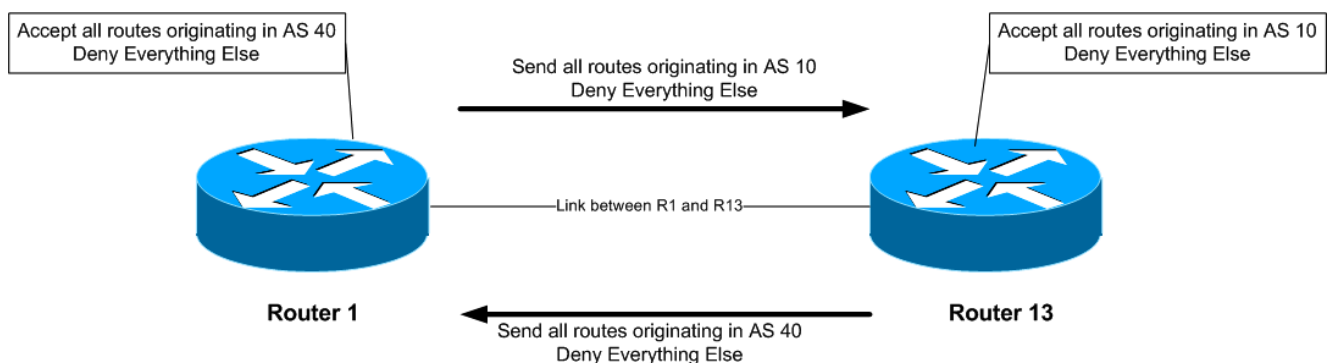 Accept all routes originating in AS 40
Deny Everything Else
Accept all routes originating in AS 10
Deny Everything Else
Send all routes originating in AS 10
Deny Everything Else
Link between R1 and R13
Router 1
Router 13
Send all routes originating in AS 40
Deny Everything Else